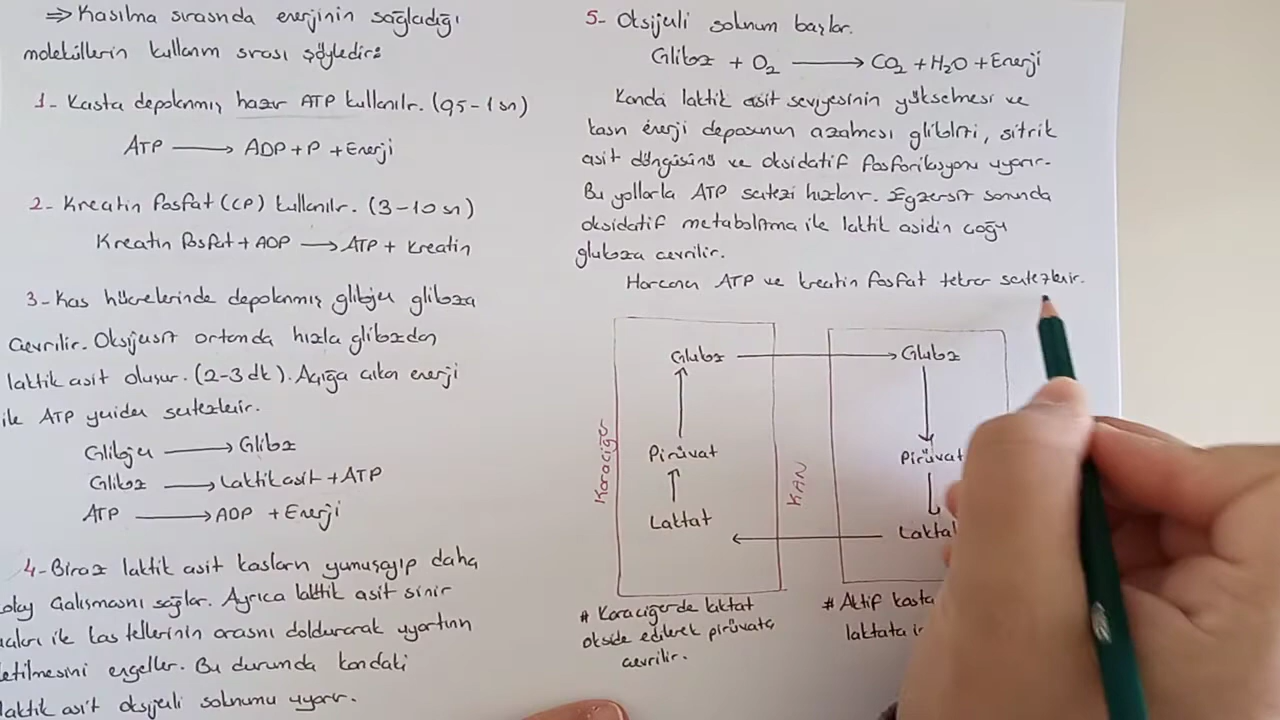 ⇒ Kasılma sırasında enerjinin sağladığı
moleküllerin kullanım sırası şöyledir:
1- Kasta depolanmış hazır ATP kullanılır. (0,5-1 sn)
ATP → ADP + P + Enerji
2- Kreatin fosfat (CP) kullanılır. (3-10 sn)
Kreatin fosfat + ADP → ATP + Kreatin
3- Kas hücrelerinde depolanmış glikojen glikoza
çevrilir. Oksijensiz ortamda hızla glikozdan
laktik asit oluşur. (2-3 dk). Açığa çıkan enerji
ile ATP yeniden sentezlenir.
Glikojen → Glikoz
Glikoz → Laktik asit + ATP
ATP → ADP + Enerji
4- Biraz laktik asit kasların yumuşayıp daha
kolay çalışmasını sağlar. Ayrıca laktik asit sinir
uçları ile kas tellerinin arasını doldurarak uyartının
iletilmesini engeller. Bu durumda kandaki
laktik asit oksijenli solunumu uyarır.
5- Oksijenli solunum başlar.
Glikoz + O₂ → CO₂ + H₂O + Enerji
Kanda laktik asit seviyesinin yükselmesi ve
kasın enerji deposunun azalması glikolizi, sitrik
asit döngüsünü ve oksidatif fosforilasyonu uyarır.
Bu yollarla ATP sentezi hızlanır. Egzersiz sonunda
oksidatif metabolizma ile laktik asidin çoğu
glukoza çevrilir.
Harcanan ATP ve kreatin fosfat tekrar sentezlenir.
Glukoz → Glukoz
Karaciğer
Pirüvat
KAN
Pirüvat
Laktat
Laktat
# Karaciğerde laktat
okside edilerek pirüvata
çevrilir.
# Aktif kasta
laktata